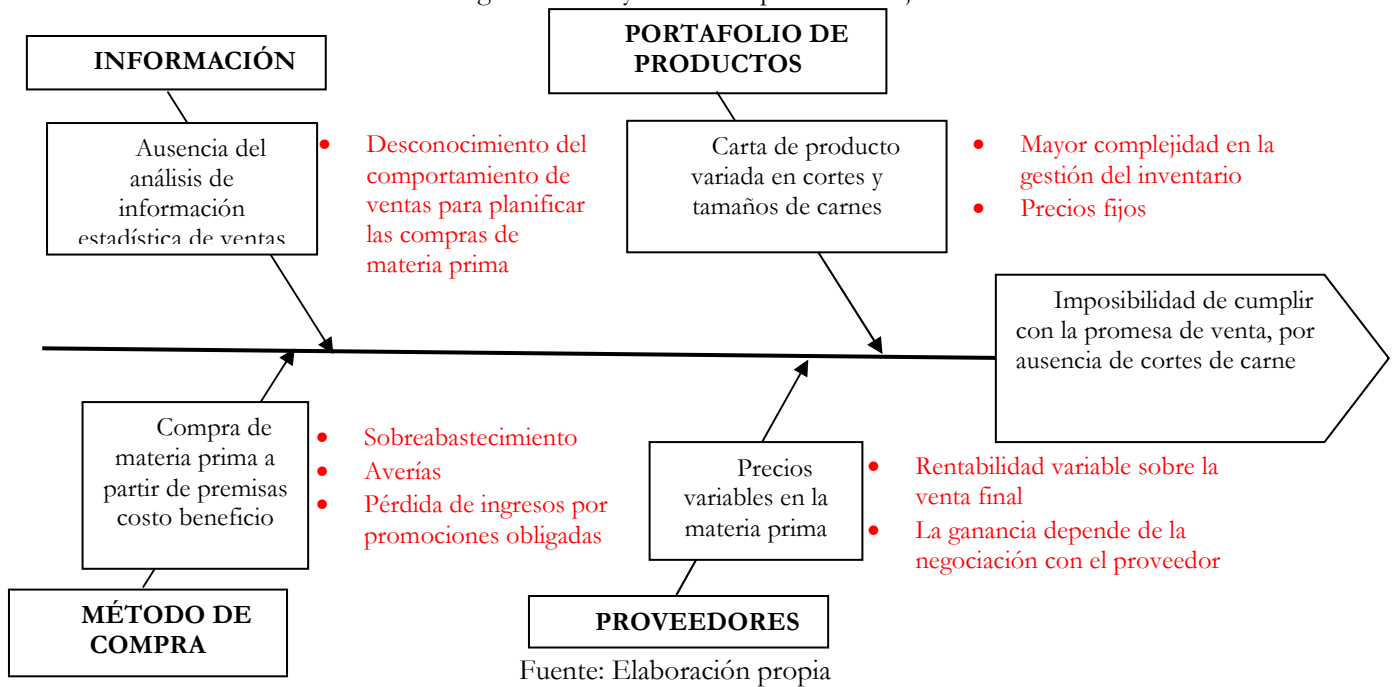 INFORMACIÓN
PORTAFOLIO DE
PRODUCTOS
Ausencia del
análisis de
información
estadística de ventas
• Desconocimiento del
comportamiento de
ventas para planificar
las compras de
materia prima
Carta de producto
variada en cortes y
tamaños de carnes
• Mayor complejidad en la
gestión del inventario
• Precios fijos
Imposibilidad de cumplir
con la promesa de venta, por
ausencia de cortes de carne
Compra de
materia prima a
partir de premisas
costo beneficio
• Sobreabastecimiento
• Averías
• Pérdida de ingresos por
promociones obligadas
Precios
variables en la
materia prima
• Rentabilidad variable sobre la
venta final
• La ganancia depende de la
negociación con el proveedor
MÉTODO DE
COMPRA
PROVEEDORES
Fuente: Elaboración propia